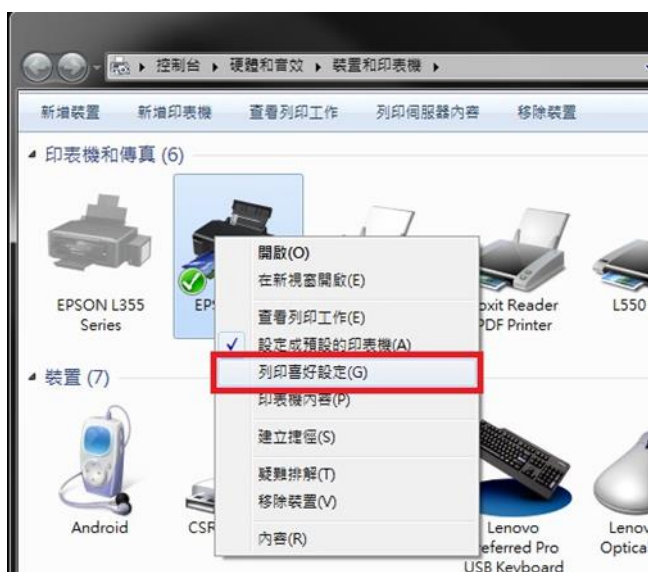 控制台 ▸ 硬體和音效 ▸ 裝置和印表機 ▸
新增裝置 新增印表機 查看列印工作 列印伺服器內容 移除裝置
印表機和傳真 (6)
開啟(O)
在新視窗開啟(E)
查看列印工作(E)
設定成預設的印表機(A)
列印喜好設定(G)
印表機內容(P)
建立捷徑(S)
疑難排解(T)
移除裝置(V)
內容(R)
EPSON L355
Series
EP
oxit Reader
PDF Printer
L550
裝置 (7)
Android
CSR
Lenovo
eferred Pro
USB Keyboard
Lenov
Optical